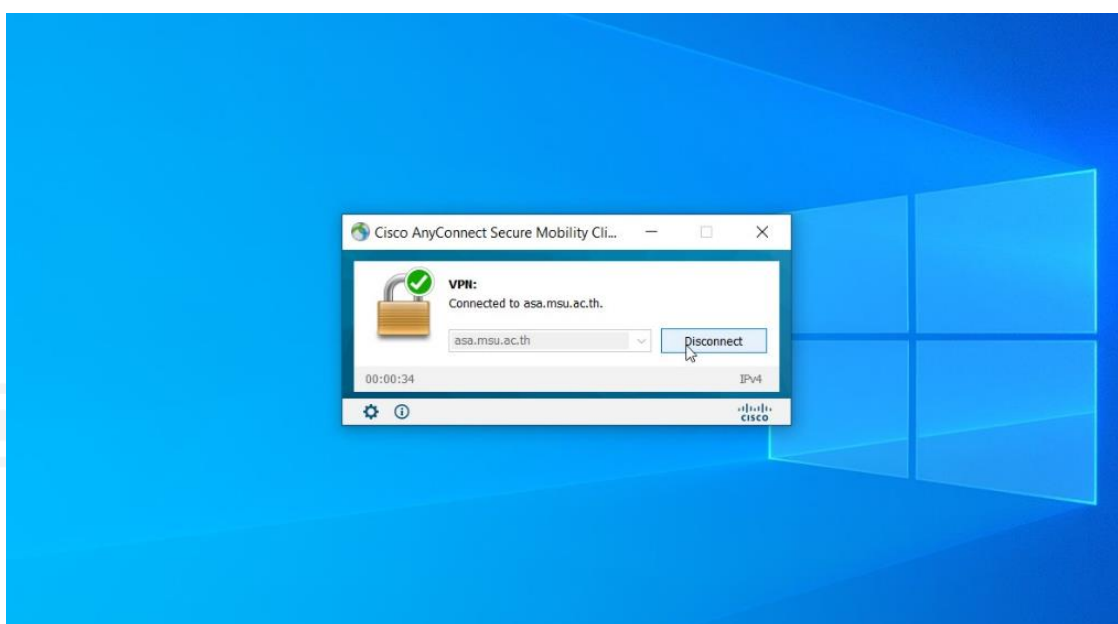 Cisco AnyConnect Secure Mobility Cli...
VPN:
Connected to asa.msu.ac.th.
asa.msu.ac.th
Disconnect
00:00:34
IPv4
CISCO